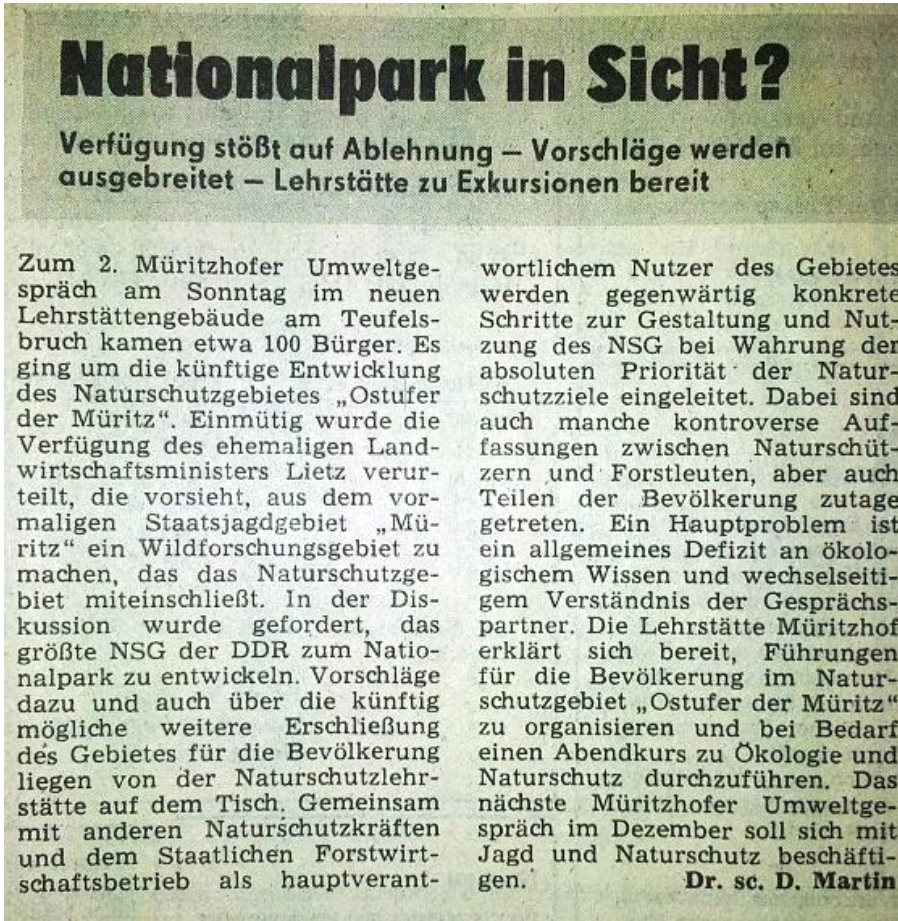 Nationalpark in Sicht?
Verfügung stößt auf Ablehnung – Vorschläge werden
ausgebreitet – Lehrstätte zu Exkursionen bereit
Zum 2. Müritzhofer Umweltge-
spräch am Sonntag im neuen
Lehrstättengebäude am Teufels-
bruch kamen etwa 100 Bürger. Es
ging um die künftige Entwicklung
des Naturschutzgebietes „Ostufer
der Müritz“. Einmütig wurde die
Verfügung des ehemaligen Land-
wirtschaftsministers Lietz verur-
teilt, die vorsieht, aus dem vor-
maligen Staatsjagdgebiet „Mü-
ritz“ ein Wildforschungsgebiet zu
machen, das das Naturschutzge-
biet miteinschließt. In der Dis-
kussion wurde gefordert, das
größte NSG der DDR zum Natio-
nalpark zu entwickeln. Vorschläge
dazu und auch über die künftig
mögliche weitere Erschließung
des Gebietes für die Bevölkerung
liegen von der Naturschutzlehr-
stätte auf dem Tisch. Gemeinsam
mit anderen Naturschutzkräften
und dem Staatlichen Forstwirt-
schaftsbetrieb als hauptverant-
wortlichem Nutzer des Gebietes
werden gegenwärtig konkrete
Schritte zur Gestaltung und Nut-
zung des NSG bei Wahrung der
absoluten Priorität der Natur-
schutzziele eingeleitet. Dabei sind
auch manche kontroverse Auf-
fassungen zwischen Naturschüt-
zern und Forstleuten, aber auch
Teilen der Bevölkerung zutage
getreten. Ein Hauptproblem ist
ein allgemeines Defizit an ökolo-
gischem Wissen und wechselseiti-
gem Verständnis der Gesprächs-
partner. Die Lehrstätte Müritzhof
erklärt sich bereit, Führungen
für die Bevölkerung im Natur-
schutzgebiet „Ostufer der Müritz“
zu organisieren und bei Bedarf
einen Abendkurs zu Ökologie und
Naturschutz durchzuführen. Das
nächste Müritzhofer Umweltge-
spräch im Dezember soll sich mit
Jagd und Naturschutz beschäfti-
gen. Dr. sc. D. Martin